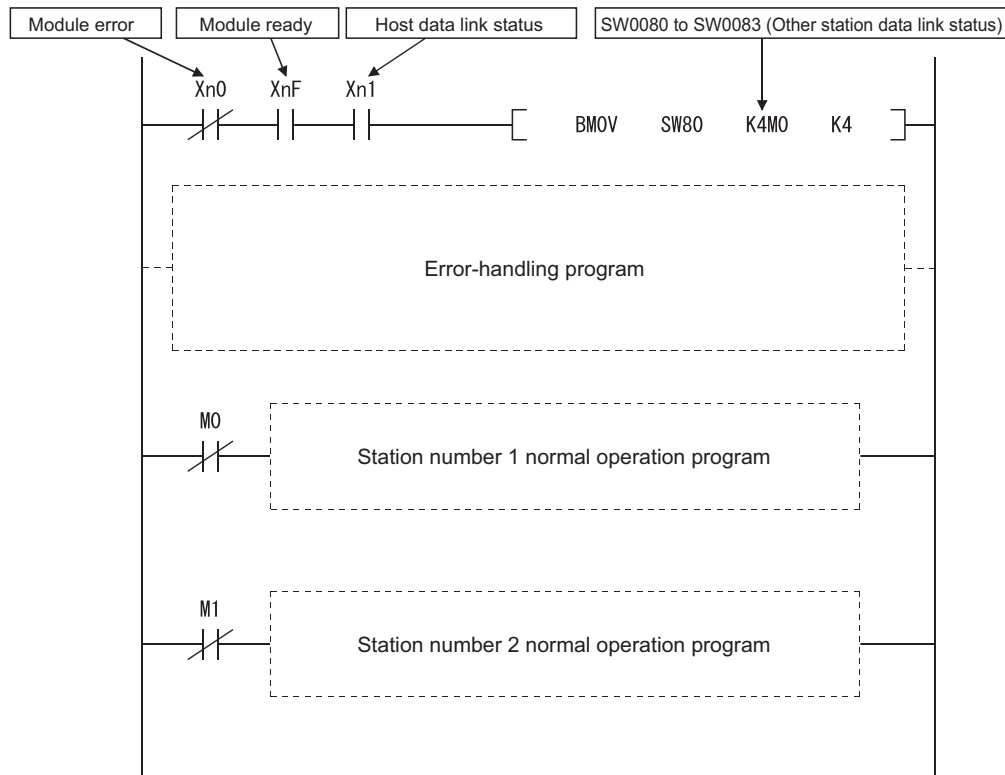 Module error
Module ready
Host data link status
SW0080 to SW0083 (Other station data link status)
Xn0 XnF Xn1
BMOV SW80 K4M0 K4
Error-handling program
M0
Station number 1 normal operation program
M1
Station number 2 normal operation program